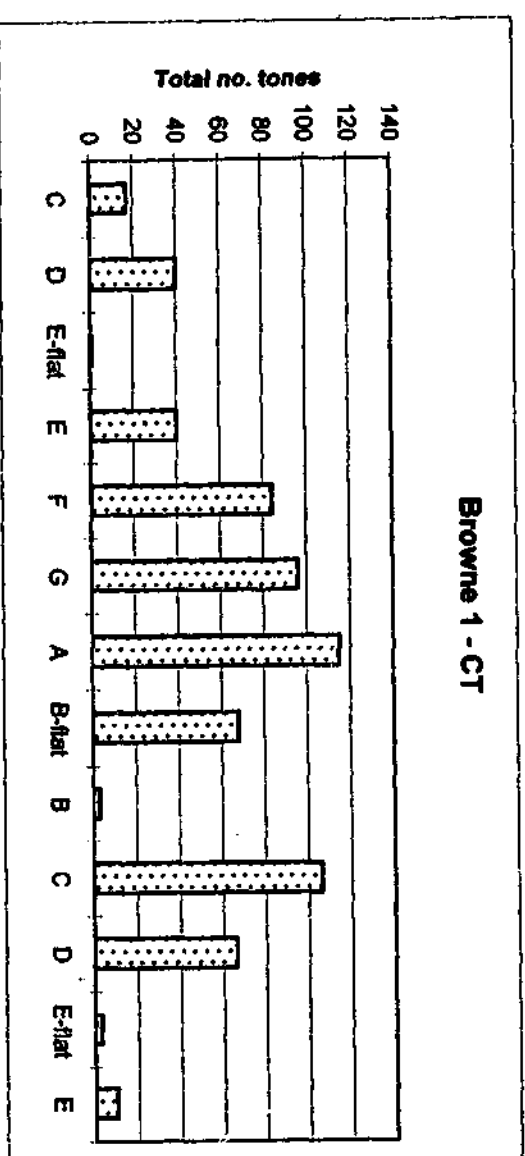 Browne 1 - CT
Total no. tones
140
120
100
80
60
40
20
0
C
D
E-flat
E
F
G
A
B-flat
B
C
D
E-flat
E